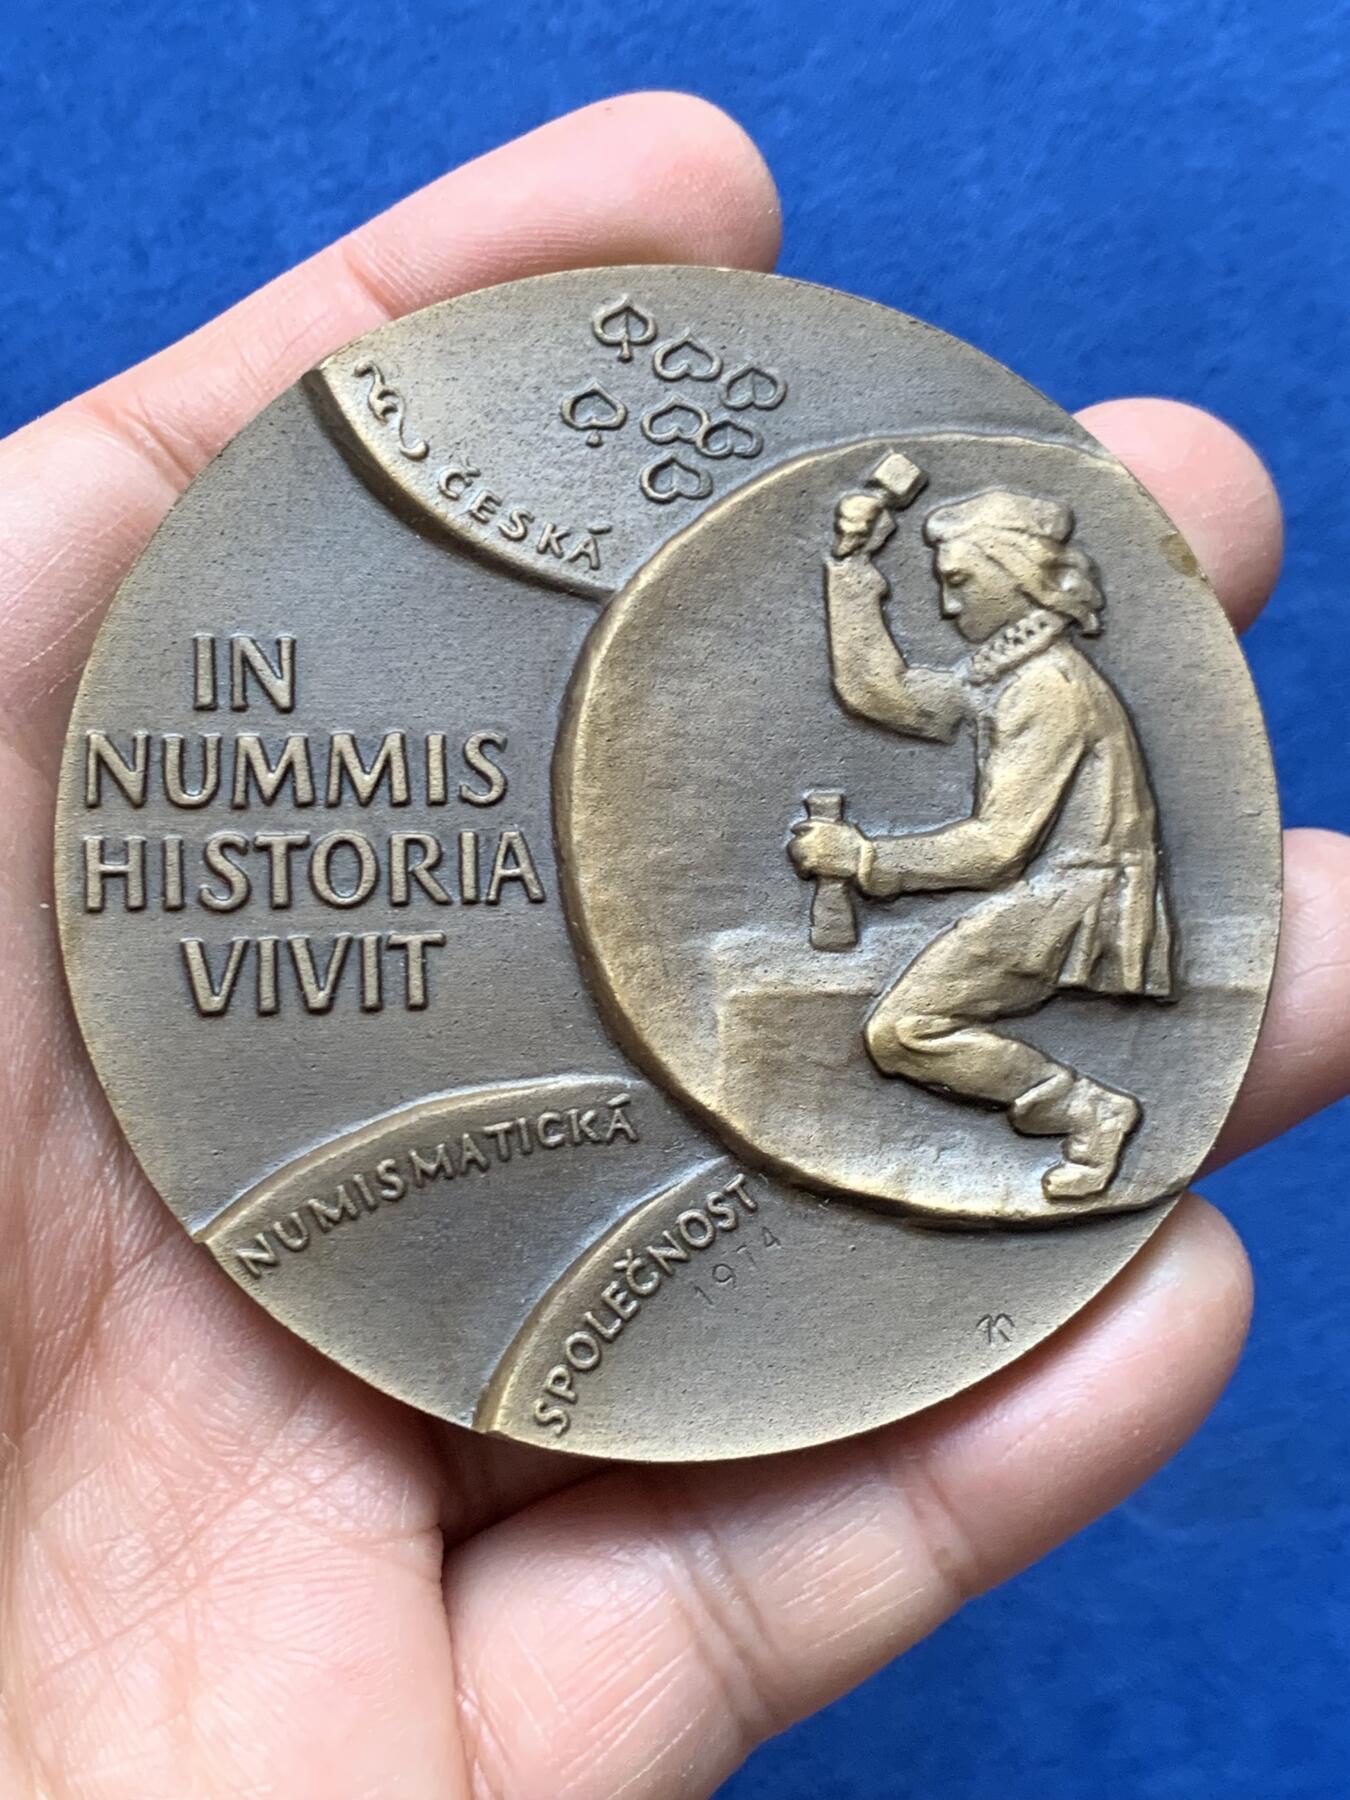 ČESKÁ
IN
NUMMIS
HISTORIA
VIVIT
NUMISMATICKÁ
SPOLEČNOST
1974